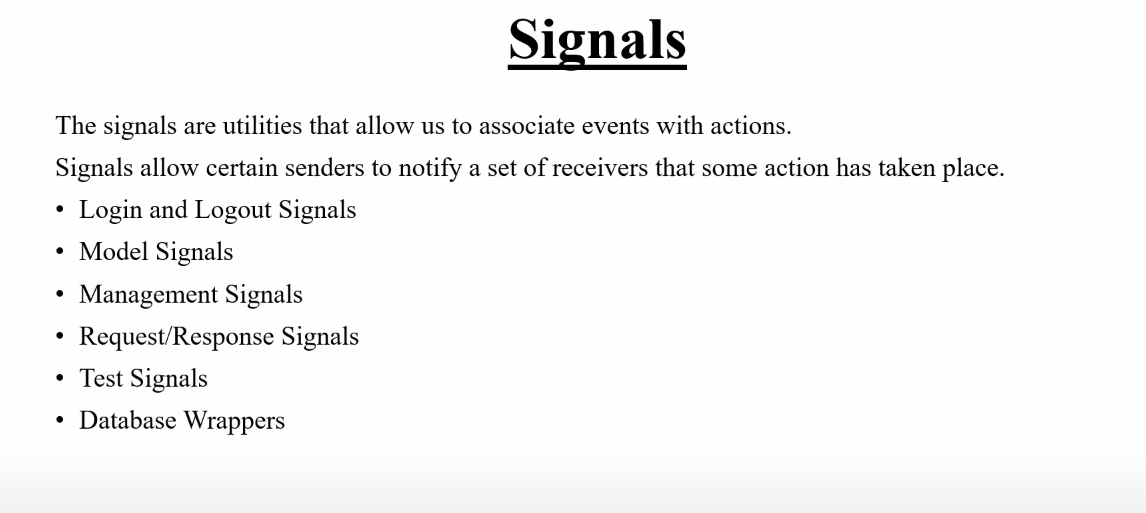 Signals
The signals are utilities that allow us to associate events with actions.
Signals allow certain senders to notify a set of receivers that some action has taken place.
• Login and Logout Signals
• Model Signals
• Management Signals
• Request/Response Signals
• Test Signals
• Database Wrappers